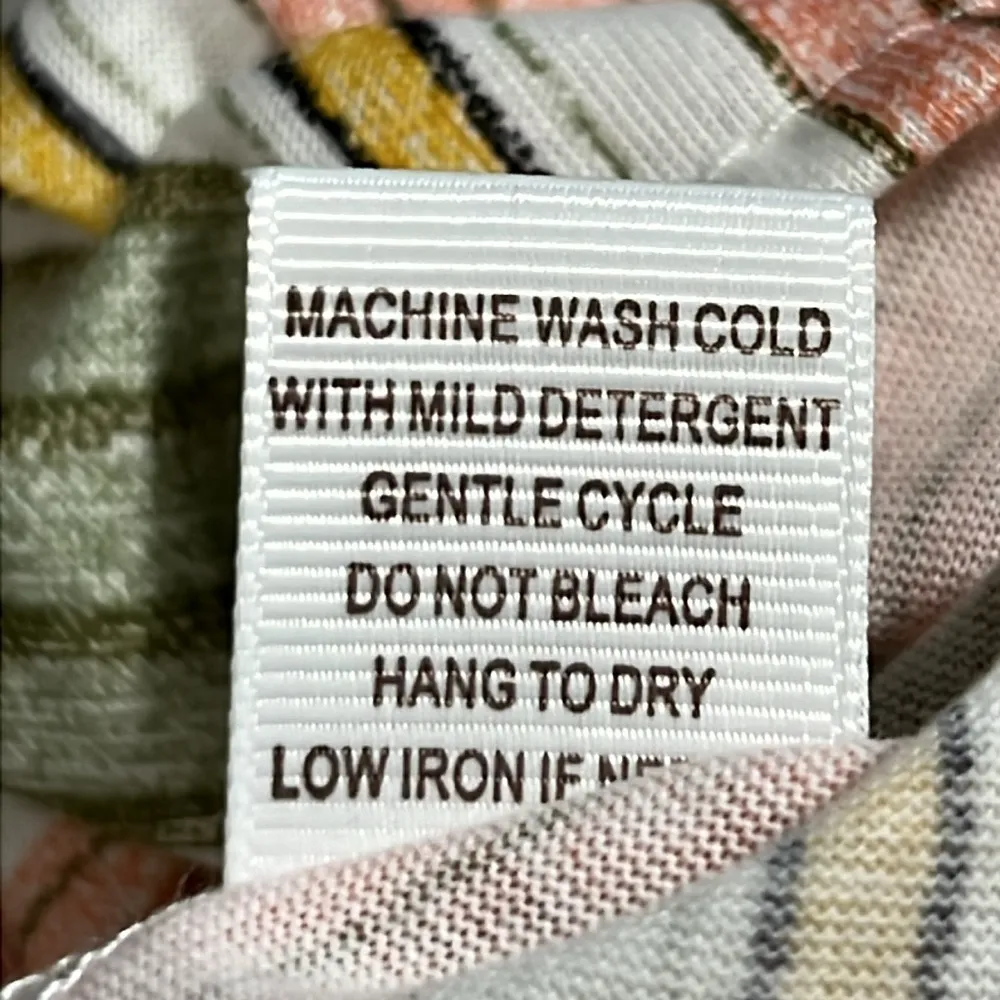 MACHINE WASH COLD
WITH MILD DETERGENT
GENTLE CYCLE
DO NOT BLEACH
HANG TO DRY
LOW IRON IF